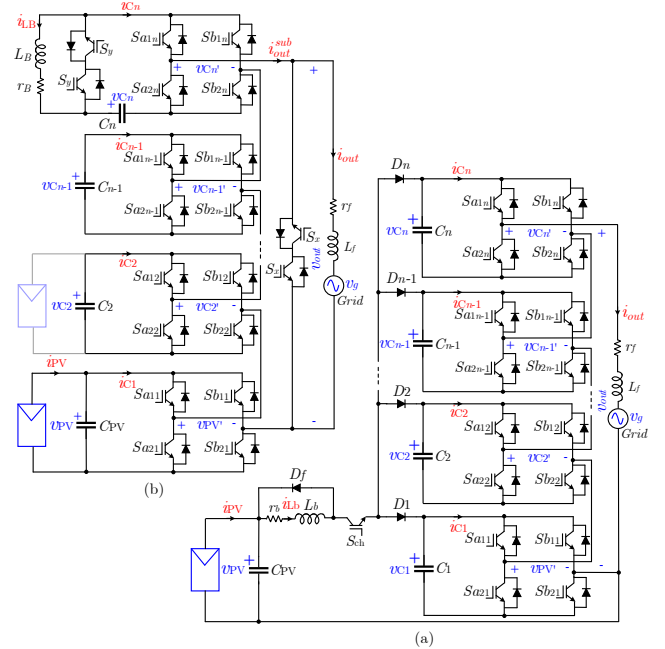 iLB
iCn
LB
rB
Sy
Sy
vCn
+
Cn
Sa1n
Sb1n
Sa2n
Sb2n
+ vCn' -
isubout
+
iout
rf
Lf
vg
Grid
vout
Sx
Sx
-
iCn-1
vCn-1
+
Cn-1
Sa1n-1
Sb1n-1
+ vCn-1' -
Sa2n-1
Sb2n-1
iC2
vC2
+
C2
Sa12
Sb12
+ vC2' -
Sa22
Sb22
iPV
iC1
vPV
+
CPV
Sa11
Sb11
+ vPV' -
Sa21
Sb21
(b)
Dn
iCn
vCn
+
Cn
Sa1n
Sb1n
+ vCn' -
Sa2n
Sb2n
+
iout
rf
Lf
vg
Grid
vout
-
Dn-1
iCn-1
vCn-1
+
Cn-1
Sa1n-1
Sb1n-1
+ vCn-1' -
Sa2n-1
Sb2n-1
D2
iC2
vC2
+
C2
Sa12
Sb12
+ vC2' -
Sa22
Sb22
Df
iPV
rb
iLb
Lb
Sch
D1
iC1
vPV
+
CPV
vC1
+
C1
Sa11
Sb11
+ vPV' -
Sa21
Sb21
(a)